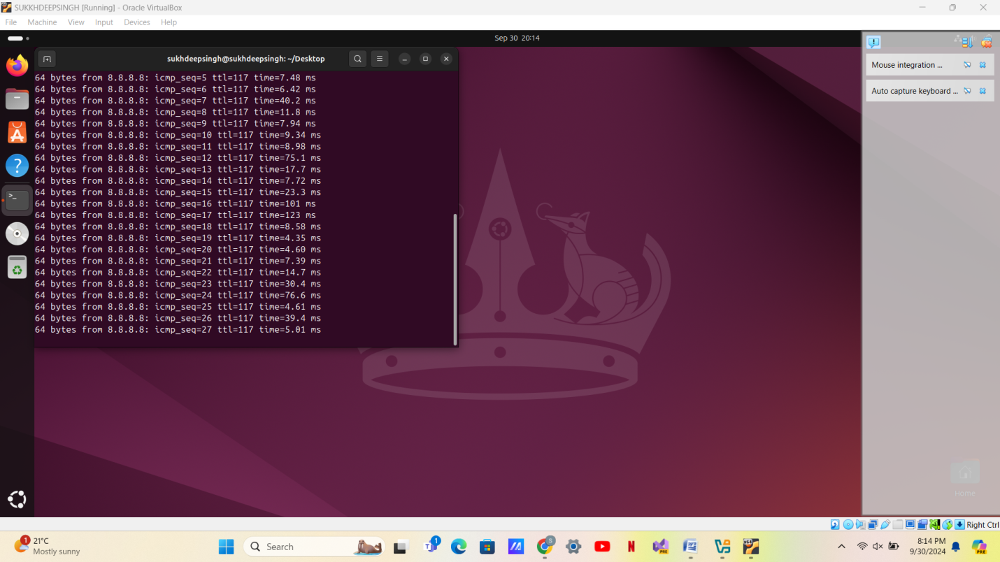 SUKKHDEEPSINGH [Running] - Oracle VirtualBox
File Machine View Input Devices Help
Sep 30 20:14
sukhdeepsingh@sukhdeepsingh: ~/Desktop
64 bytes from 8.8.8.8: icmp_seq=5 ttl=117 time=7.48 ms
64 bytes from 8.8.8.8: icmp_seq=6 ttl=117 time=6.42 ms
64 bytes from 8.8.8.8: icmp_seq=7 ttl=117 time=40.2 ms
64 bytes from 8.8.8.8: icmp_seq=8 ttl=117 time=11.8 ms
64 bytes from 8.8.8.8: icmp_seq=9 ttl=117 time=7.94 ms
64 bytes from 8.8.8.8: icmp_seq=10 ttl=117 time=9.34 ms
64 bytes from 8.8.8.8: icmp_seq=11 ttl=117 time=8.98 ms
64 bytes from 8.8.8.8: icmp_seq=12 ttl=117 time=75.1 ms
64 bytes from 8.8.8.8: icmp_seq=13 ttl=117 time=17.7 ms
64 bytes from 8.8.8.8: icmp_seq=14 ttl=117 time=7.72 ms
64 bytes from 8.8.8.8: icmp_seq=15 ttl=117 time=23.3 ms
64 bytes from 8.8.8.8: icmp_seq=16 ttl=117 time=101 ms
64 bytes from 8.8.8.8: icmp_seq=17 ttl=117 time=123 ms
64 bytes from 8.8.8.8: icmp_seq=18 ttl=117 time=8.58 ms
64 bytes from 8.8.8.8: icmp_seq=19 ttl=117 time=4.35 ms
64 bytes from 8.8.8.8: icmp_seq=20 ttl=117 time=4.60 ms
64 bytes from 8.8.8.8: icmp_seq=21 ttl=117 time=7.39 ms
64 bytes from 8.8.8.8: icmp_seq=22 ttl=117 time=14.7 ms
64 bytes from 8.8.8.8: icmp_seq=23 ttl=117 time=30.4 ms
64 bytes from 8.8.8.8: icmp_seq=24 ttl=117 time=76.6 ms
64 bytes from 8.8.8.8: icmp_seq=25 ttl=117 time=4.61 ms
64 bytes from 8.8.8.8: icmp_seq=26 ttl=117 time=39.4 ms
64 bytes from 8.8.8.8: icmp_seq=27 ttl=117 time=5.01 ms
Mouse integration ...
Auto capture keyboard ...
Home
Right Ctrl
1
21°C
Mostly sunny
Search
1
S
8:14 PM
9/30/2024